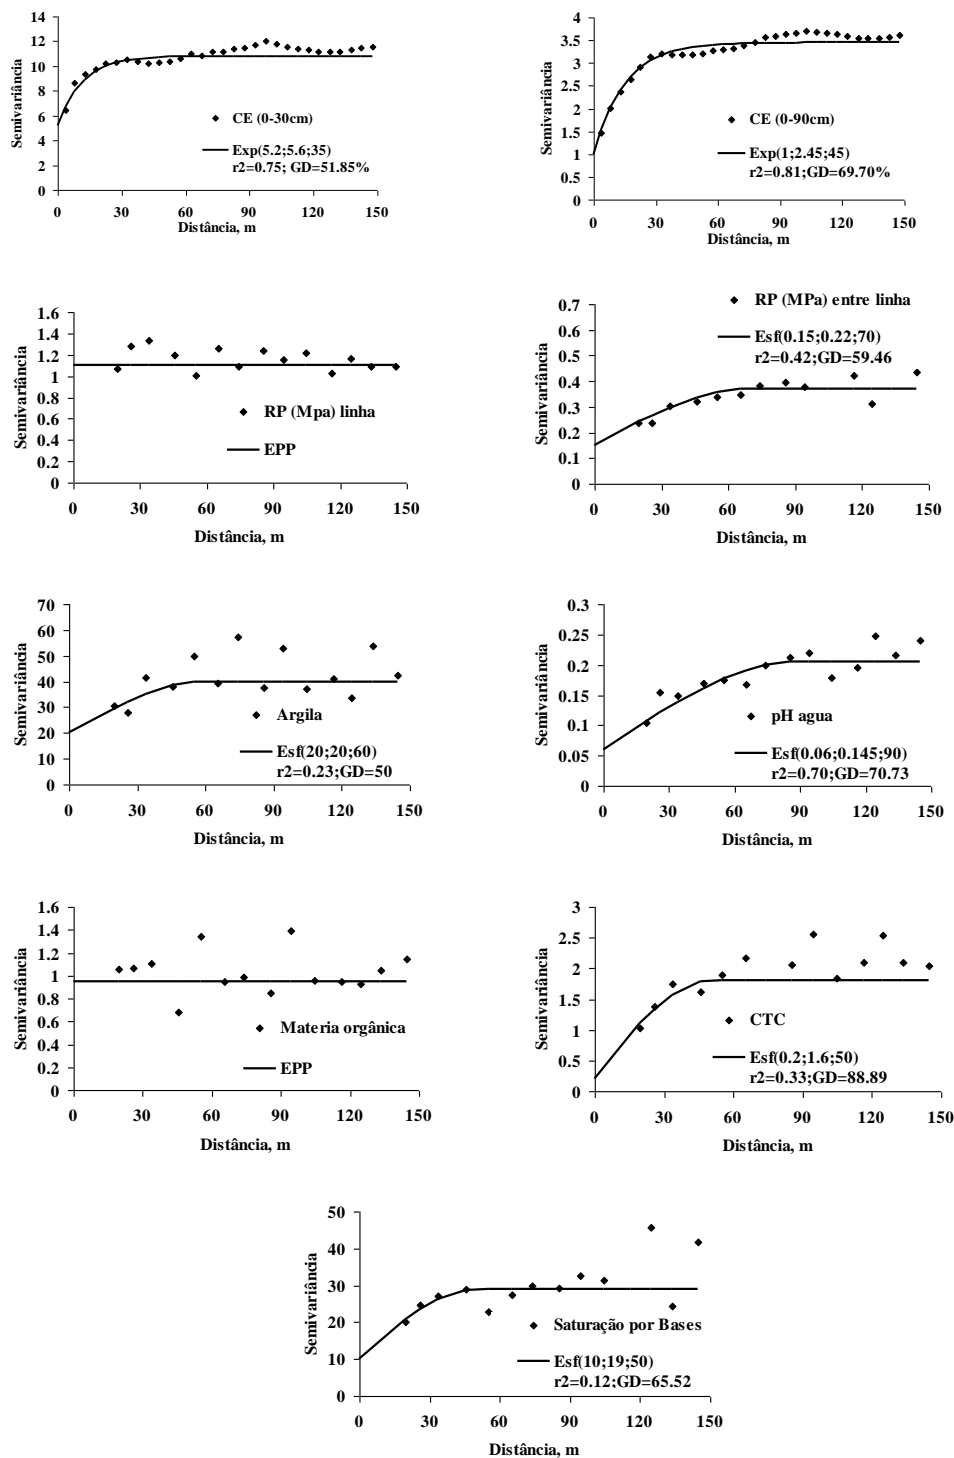 Semivariância
14
12
10
8
6
4
2
0
CE (0-30cm)
Exp(5.2;5.6;35)
r2=0.75; GD=51.85%
0 30 60 90 120 150
Distância, m
Semivariância
4
3.5
3
2.5
2
1.5
1
0.5
0
CE (0-90cm)
Exp(1;2.45;45)
r2=0.81;GD=69.70%
0 30 60 90 120 150
Distância, m
Semivariância
1.6
1.4
1.2
1
0.8
0.6
0.4
0.2
0
RP (Mpa) linha
EPP
0 30 60 90 120 150
Distância, m
Semivariância
0.7
0.6
0.5
0.4
0.3
0.2
0.1
0
RP (MPa) entre linha
Esf(0.15;0.22;70)
r2=0.42;GD=59.46
0 30 60 90 120 150
Distância, m
Semivariância
70
60
50
40
30
20
10
0
Argila
Esf(20;20;60)
r2=0.23;GD=50
0 30 60 90 120 150
Distância, m
Semivariância
0.3
0.25
0.2
0.15
0.1
0.05
0
pH agua
Esf(0.06;0.145;90)
r2=0.70;GD=70.73
0 30 60 90 120 150
Distância, m
Semivariância
1.6
1.4
1.2
1
0.8
0.6
0.4
0.2
0
Materia orgânica
EPP
0 30 60 90 120 150
Distância, m
Semivariância
3
2.5
2
1.5
1
0.5
0
CTC
Esf(0.2;1.6;50)
r2=0.33;GD=88.89
0 30 60 90 120 150
Distância, m
Semivariância
50
40
30
20
10
0
Saturação por Bases
Esf(10;19;50)
r2=0.12;GD=65.52
0 30 60 90 120 150
Distância, m